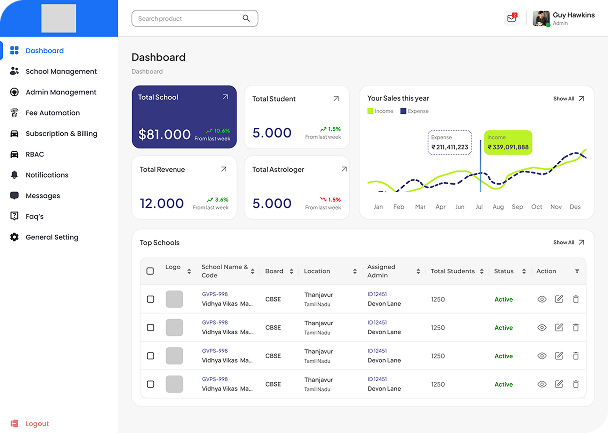 Search product
Guy Hawkins
Admin
Dashboard
School Management
Admin Management
Fee Automation
Subscription & Billing
RBAC
Notifications
Messages
Faq's
General Setting
Logout
Dashboard
Dashboard
Total School
$81.000
10.6%
From last week
Total Student
5.000
1.5%
From last week
Total Revenue
12.000
3.6%
From last week
Total Astrologer
5.000
1.5%
From last week
Your Sales this year
Show All
Income
Expense
Expense
₹ 211,411,223
Income
₹ 339,091,888
Jan Feb Mar Apr Jun Jul Jul Aug Sep Oct Nov Des
Top Schools
Show All
Logo
School Name & Code
Board
Location
Assigned Admin
Total Students
Status
Action
GVPS-998
Vidhya Vikas Ma...
CBSE
Thanjavur
Tamil Nadu
ID12451
Devon Lane
1250
Active
GVPS-998
Vidhya Vikas Ma...
CBSE
Thanjavur
Tamil Nadu
ID12451
Devon Lane
1250
Active
GVPS-998
Vidhya Vikas Ma...
CBSE
Thanjavur
Tamil Nadu
ID12451
Devon Lane
1250
Active
GVPS-998
Vidhya Vikas Ma...
CBSE
Thanjavur
Tamil Nadu
ID12451
Devon Lane
1250
Active